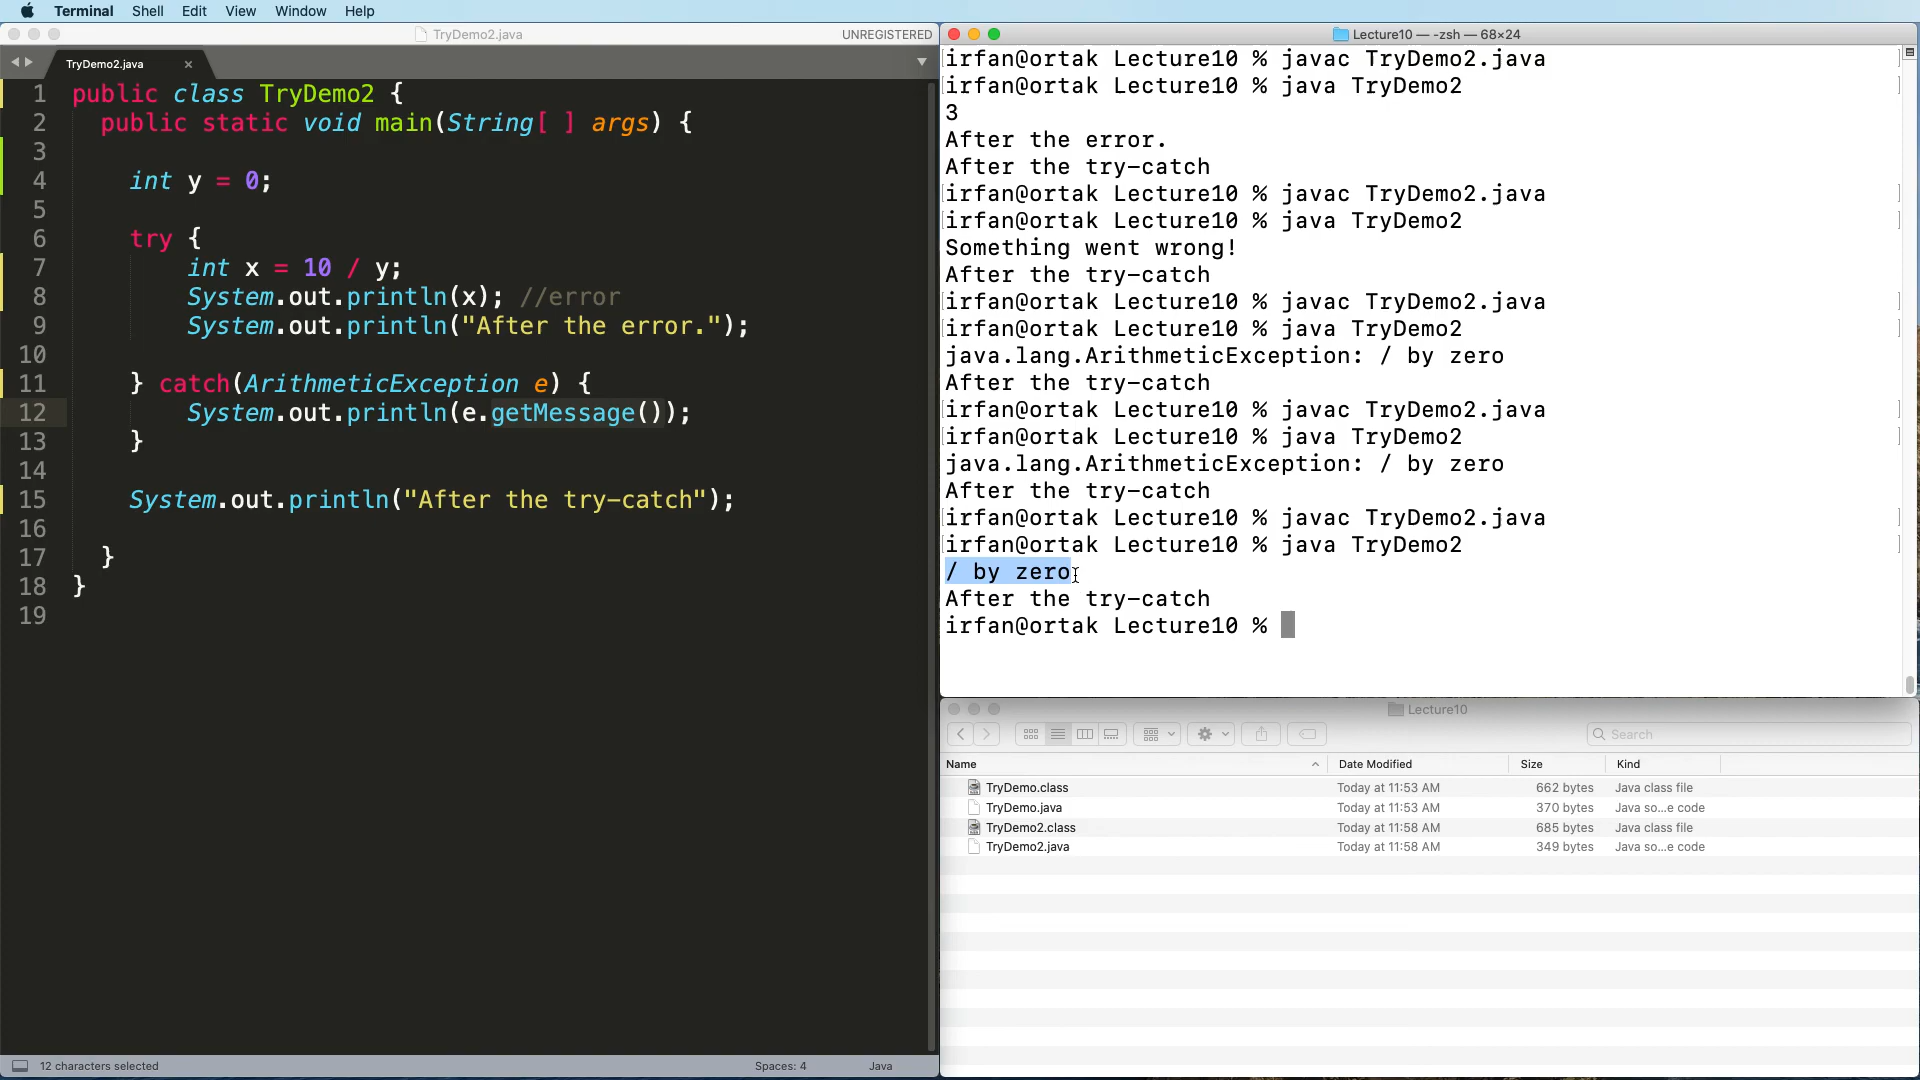 Terminal Shell Edit View Window Help
TryDemo2.java UNREGISTERED
TryDemo2.java ×
1 public class TryDemo2 {
2 public static void main(String[ ] args) {
3
4 int y = 0;
5
6 try {
7 int x = 10 / y;
8 System.out.println(x); //error
9 System.out.println("After the error.");
10
11 } catch(ArithmeticException e) {
12 System.out.println(e.getMessage());
13 }
14
15 System.out.println("After the try-catch");
16
17 }
18 }
19
12 characters selected Spaces: 4 Java
Lecture10 — -zsh — 68×24
irfan@ortak Lecture10 % javac TryDemo2.java
irfan@ortak Lecture10 % java TryDemo2
3
After the error.
After the try-catch
irfan@ortak Lecture10 % javac TryDemo2.java
irfan@ortak Lecture10 % java TryDemo2
Something went wrong!
After the try-catch
irfan@ortak Lecture10 % javac TryDemo2.java
irfan@ortak Lecture10 % java TryDemo2
java.lang.ArithmeticException: / by zero
After the try-catch
irfan@ortak Lecture10 % javac TryDemo2.java
irfan@ortak Lecture10 % java TryDemo2
java.lang.ArithmeticException: / by zero
After the try-catch
irfan@ortak Lecture10 % javac TryDemo2.java
irfan@ortak Lecture10 % java TryDemo2
/ by zero
After the try-catch
irfan@ortak Lecture10 %
Lecture10
Search
Name Date Modified Size Kind
TryDemo.class Today at 11:53 AM 662 bytes Java class file
TryDemo.java Today at 11:53 AM 370 bytes Java so...e code
TryDemo2.class Today at 11:58 AM 685 bytes Java class file
TryDemo2.java Today at 11:58 AM 349 bytes Java so...e code